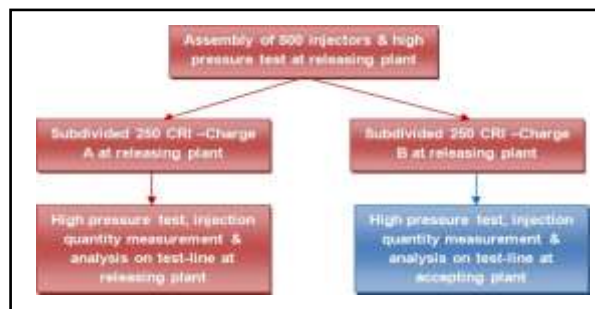 Assembly of 500 injectors & high
pressure test at releasing plant
Subdivided 250 CRI –Charge
A at releasing plant
Subdivided 250 CRI –Charge
B at releasing plant
High pressure test, injection
quantity measurement &
analysis on test-line at
releasing plant
High pressure test, injection
quantity measurement &
analysis on test-line at
accepting plant